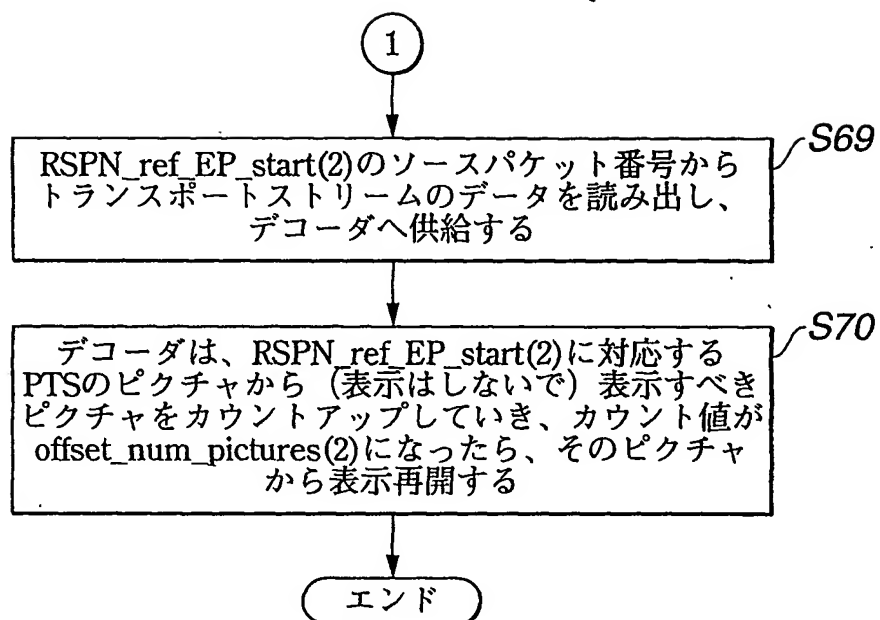 1
S69
RSPN_ref_EP_start(2)のソースパケット番号から
トランスポートストリームのデータを読み出し、
デコーダへ供給する
S70
デコーダは、RSPN_ref_EP_start(2)に対応する
PTSのピクチャから（表示はしないで）表示すべき
ピクチャをカウントアップしていき、カウント値が
offset_num_pictures(2)になったら、そのピクチャ
から表示再開する
エンド